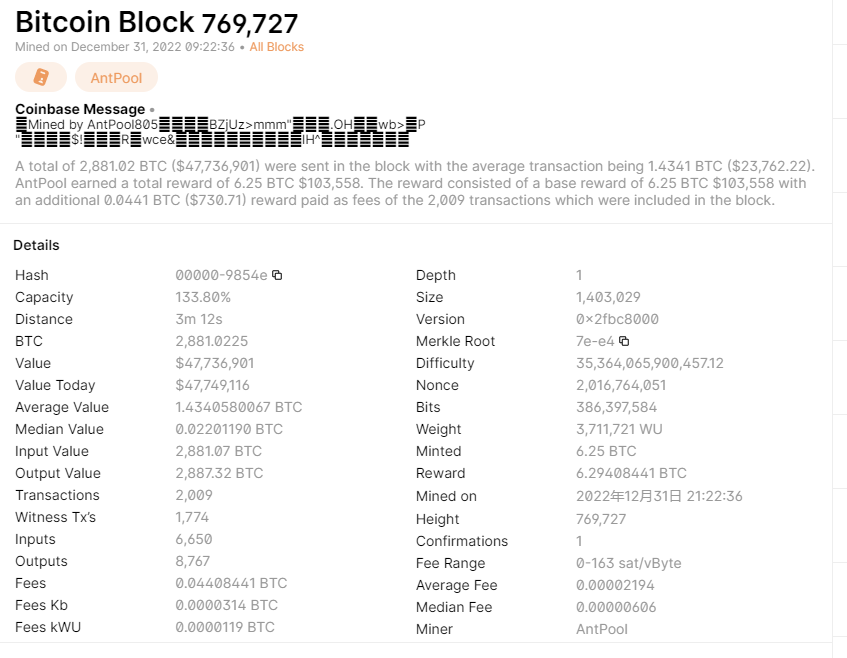 Bitcoin Block 769,727
Mined on December 31, 2022 09:22:36 • All Blocks
AntPool
Coinbase Message •
Mined by AntPool805 BZjUz>mmm" .OH wb> P
" $! R wce& IH^
A total of 2,881.02 BTC ($47,736,901) were sent in the block with the average transaction being 1.4341 BTC ($23,762.22).
AntPool earned a total reward of 6.25 BTC $103,558. The reward consisted of a base reward of 6.25 BTC $103,558 with
an additional 0.0441 BTC ($730.71) reward paid as fees of the 2,009 transactions which were included in the block.
Details
Hash 00000-9854e
Capacity 133.80%
Distance 3m 12s
BTC 2,881.0225
Value $47,736,901
Value Today $47,749,116
Average Value 1.4340580067 BTC
Median Value 0.02201190 BTC
Input Value 2,881.07 BTC
Output Value 2,887.32 BTC
Transactions 2,009
Witness Tx's 1,774
Inputs 6,650
Outputs 8,767
Fees 0.04408441 BTC
Fees Kb 0.0000314 BTC
Fees kWU 0.0000119 BTC
Depth 1
Size 1,403,029
Version 0×2fbc8000
Merkle Root 7e-e4
Difficulty 35,364,065,900,457.12
Nonce 2,016,764,051
Bits 386,397,584
Weight 3,711,721 WU
Minted 6.25 BTC
Reward 6.29408441 BTC
Mined on 2022年12月31日 21:22:36
Height 769,727
Confirmations 1
Fee Range 0-163 sat/vByte
Average Fee 0.00002194
Median Fee 0.00000606
Miner AntPool